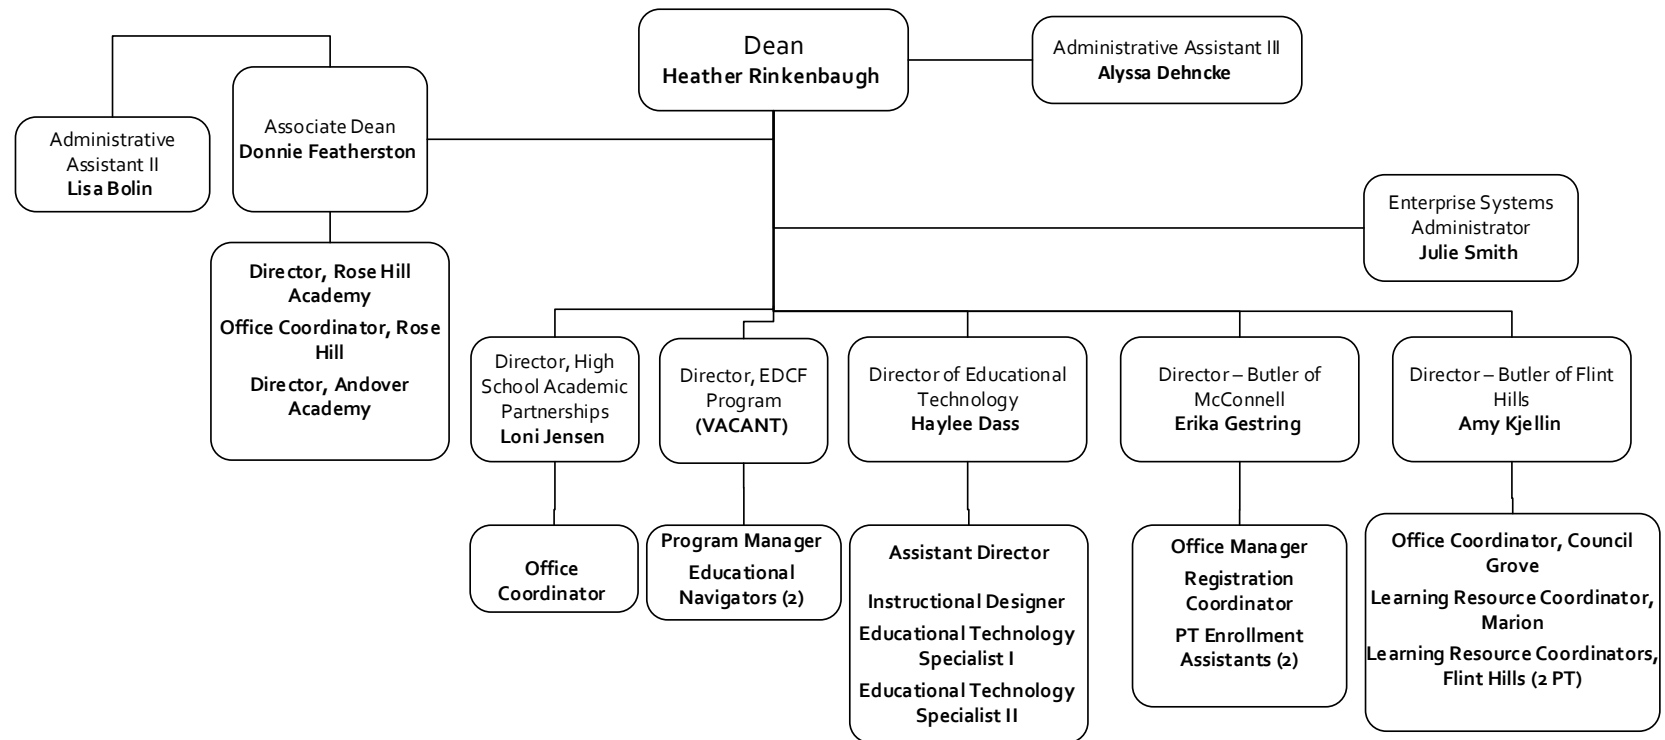 Dean
Heather Rinkenbaugh
Administrative Assistant III
Alyssa Dehncke
Administrative
Assistant II
Lisa Bolin
Associate Dean
Donnie Featherston
Enterprise Systems
Administrator
Julie Smith
Director, Rose Hill
Academy
Office Coordinator, Rose
Hill
Director, Andover
Academy
Director, High
School Academic
Partnerships
Loni Jensen
Director, EDCF
Program
(VACANT)
Director of Educational
Technology
Haylee Dass
Director – Butler of
McConnell
Erika Gestring
Director – Butler of Flint
Hills
Amy Kjellin
Office
Coordinator
Program Manager
Educational
Navigators (2)
Assistant Director
Instructional Designer
Educational Technology
Specialist I
Educational Technology
Specialist II
Office Manager
Registration
Coordinator
PT Enrollment
Assistants (2)
Office Coordinator, Council
Grove
Learning Resource Coordinator,
Marion
Learning Resource Coordinators,
Flint Hills (2 PT)